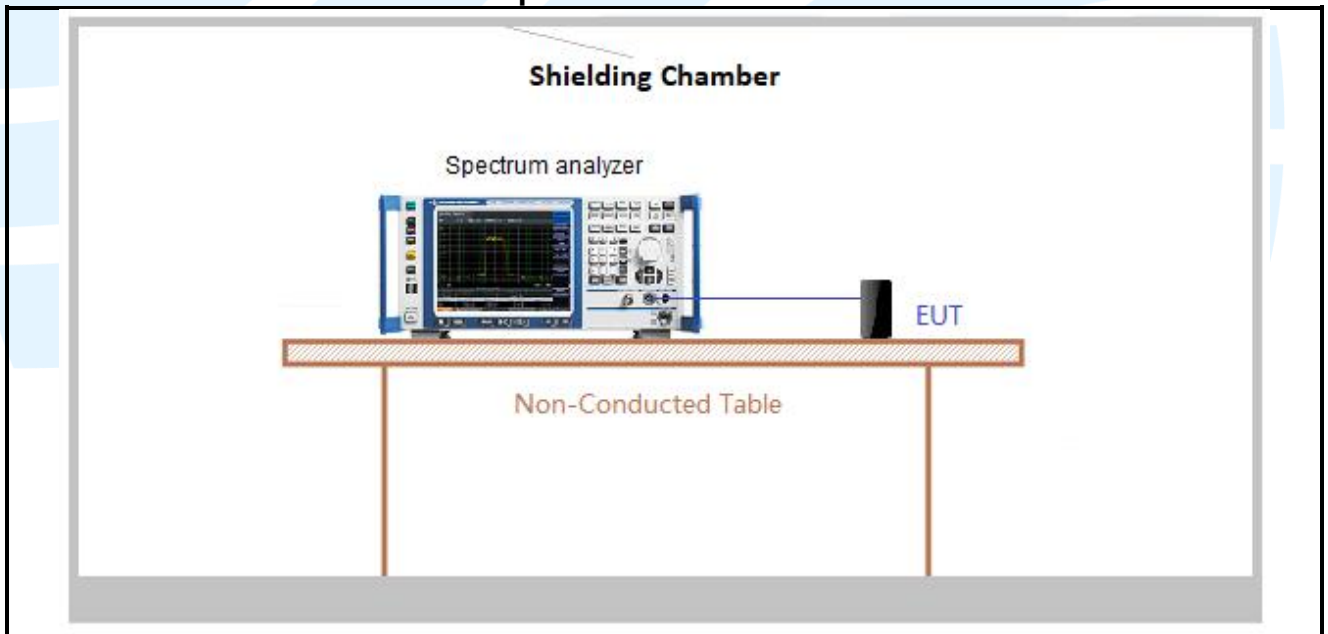 Shielding Chamber
Spectrum analyzer
EUT
Non-Conducted Table